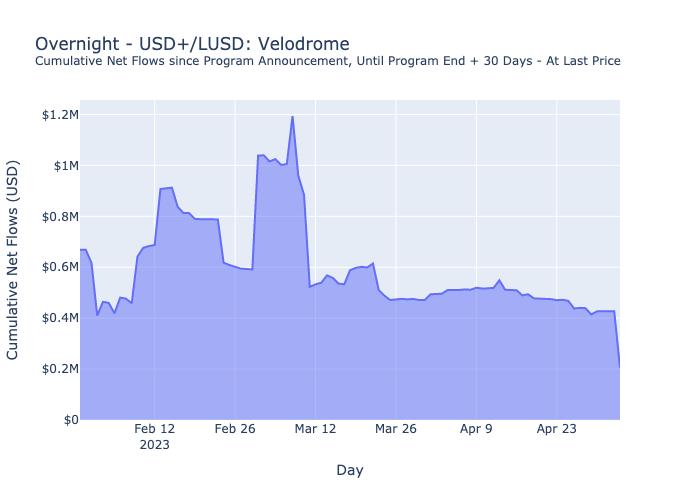 Overnight - USD+/LUSD: Velodrome
Cumulative Net Flows since Program Announcement, Until Program End + 30 Days - At Last Price
$1.2M
$1M
$0.8M
$0.6M
$0.4M
$0.2M
$0
Cumulative Net Flows (USD)
Feb 12 Feb 26 Mar 12 Mar 26 Apr 9 Apr 23
2023
Day